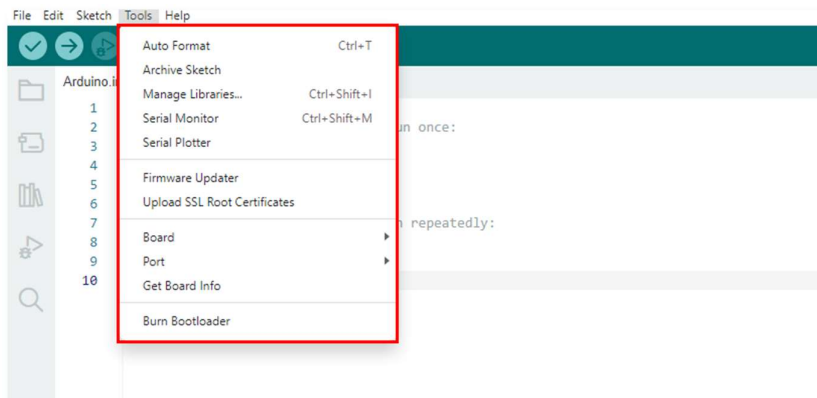 File Edit Sketch Tools Help
Arduino.i
Auto Format Ctrl+T
Archive Sketch
Manage Libraries... Ctrl+Shift+I
Serial Monitor Ctrl+Shift+M
Serial Plotter
Firmware Updater
Upload SSL Root Certificates
Board
Port
Get Board Info
Burn Bootloader
1
2
3
4
5
6
7
8
9
10
un once:
n repeatedly: